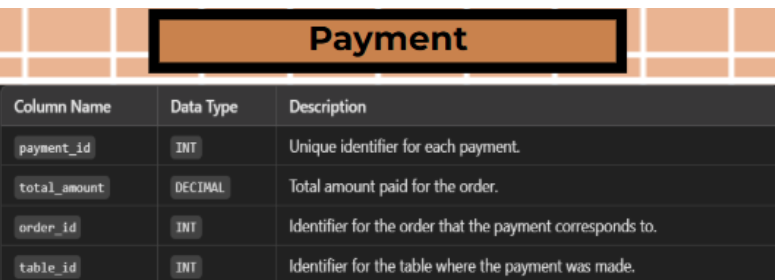 Payment
Column Name Data Type Description
payment_id INT Unique identifier for each payment.
total_amount DECIMAL Total amount paid for the order.
order_id INT Identifier for the order that the payment corresponds to.
table_id INT Identifier for the table where the payment was made.